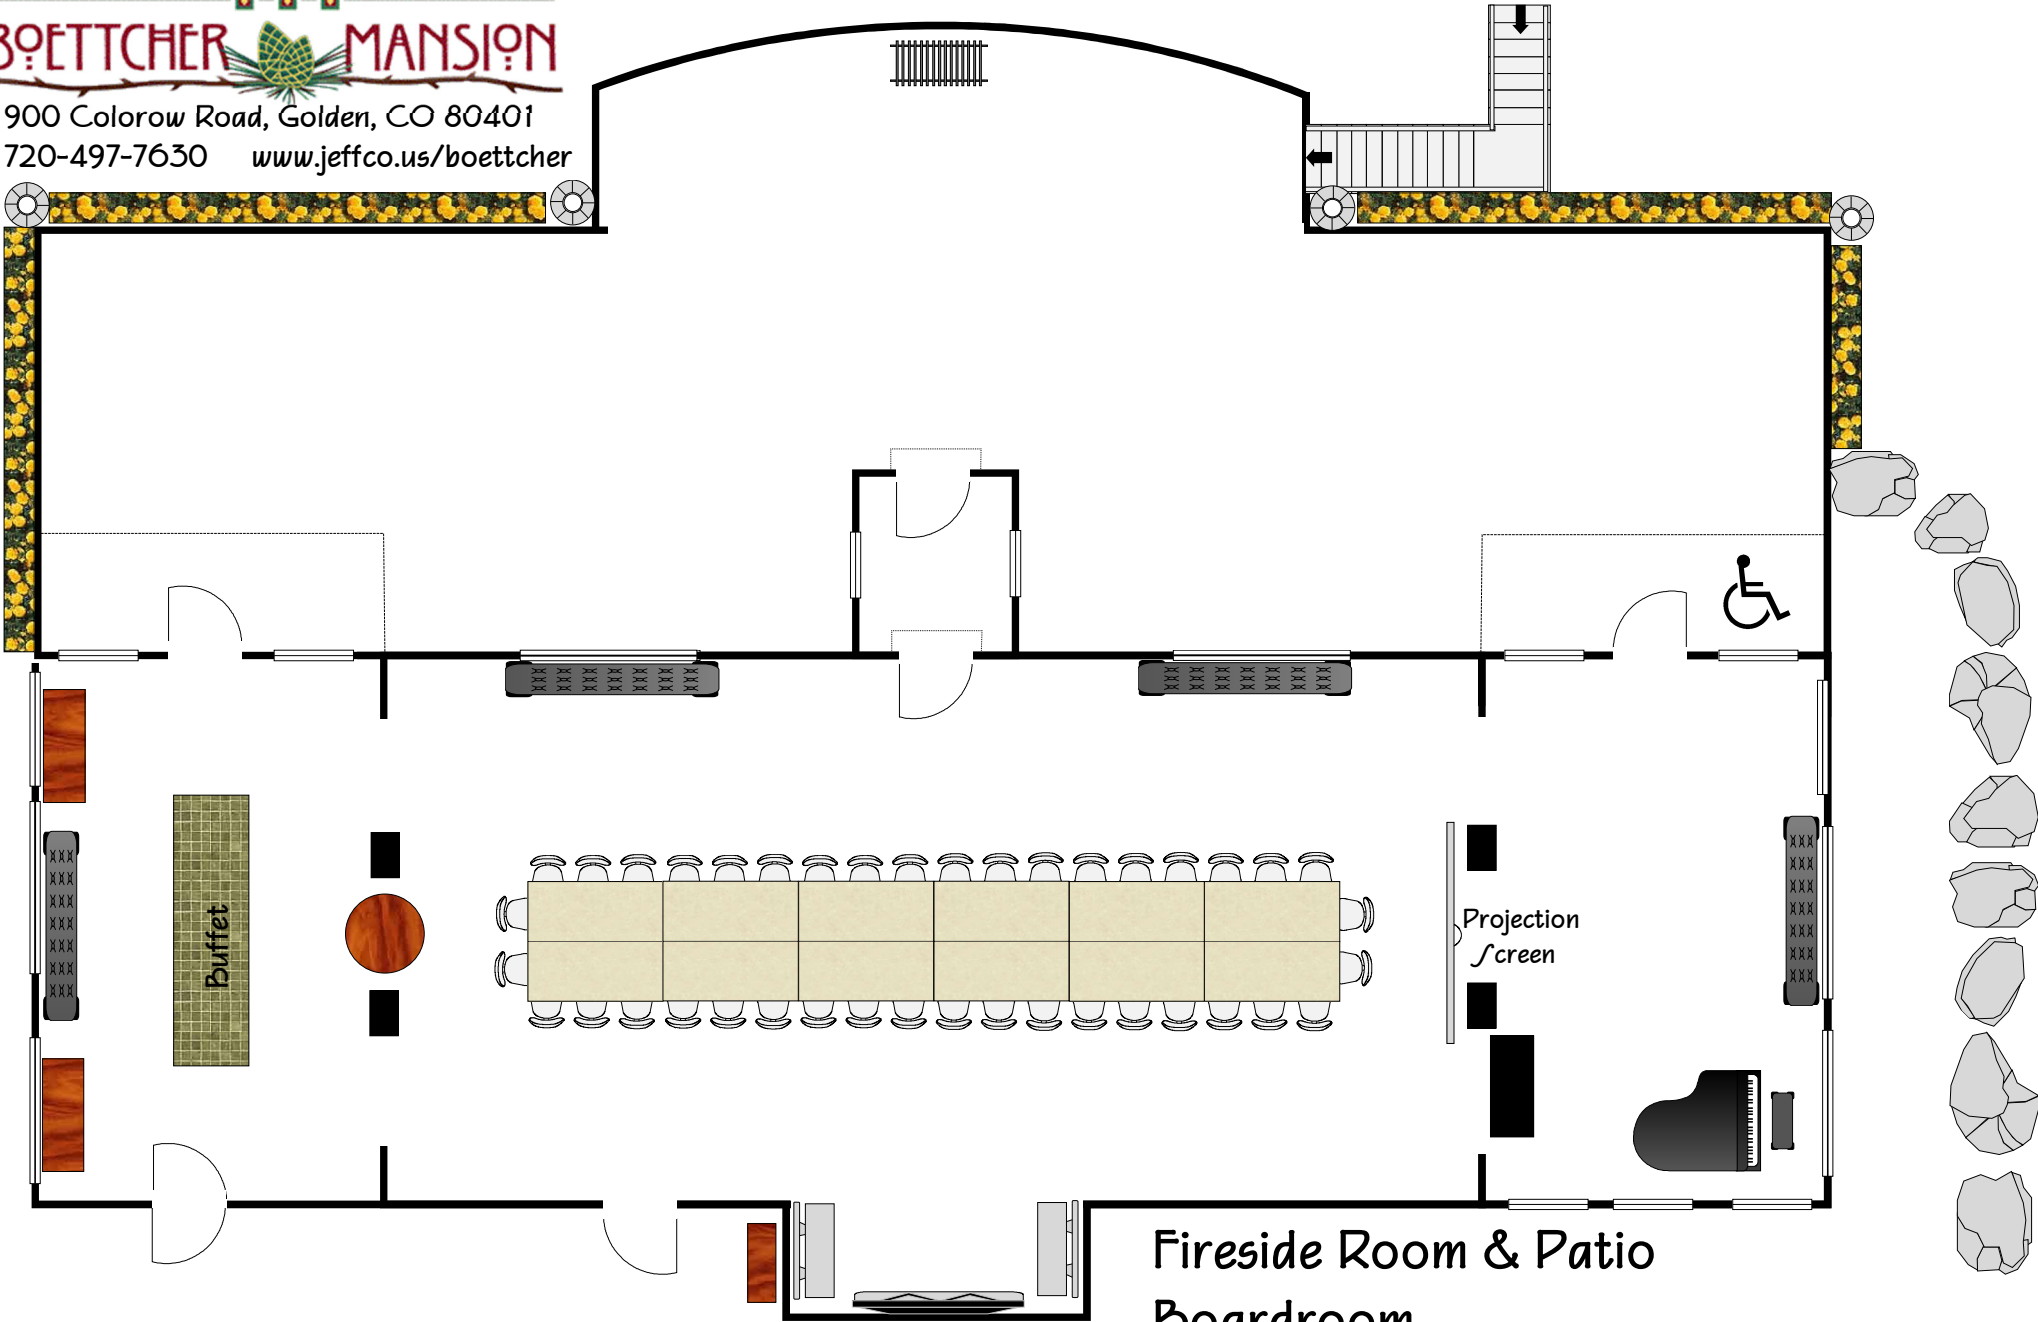 BOETTCHER MANSION
900 Colorow Road, Golden, CO 80401
720-497-7630 www.jeffco.us/boettcher
Buffet
Projection
Screen
Fireside Room & Patio
Boardroom